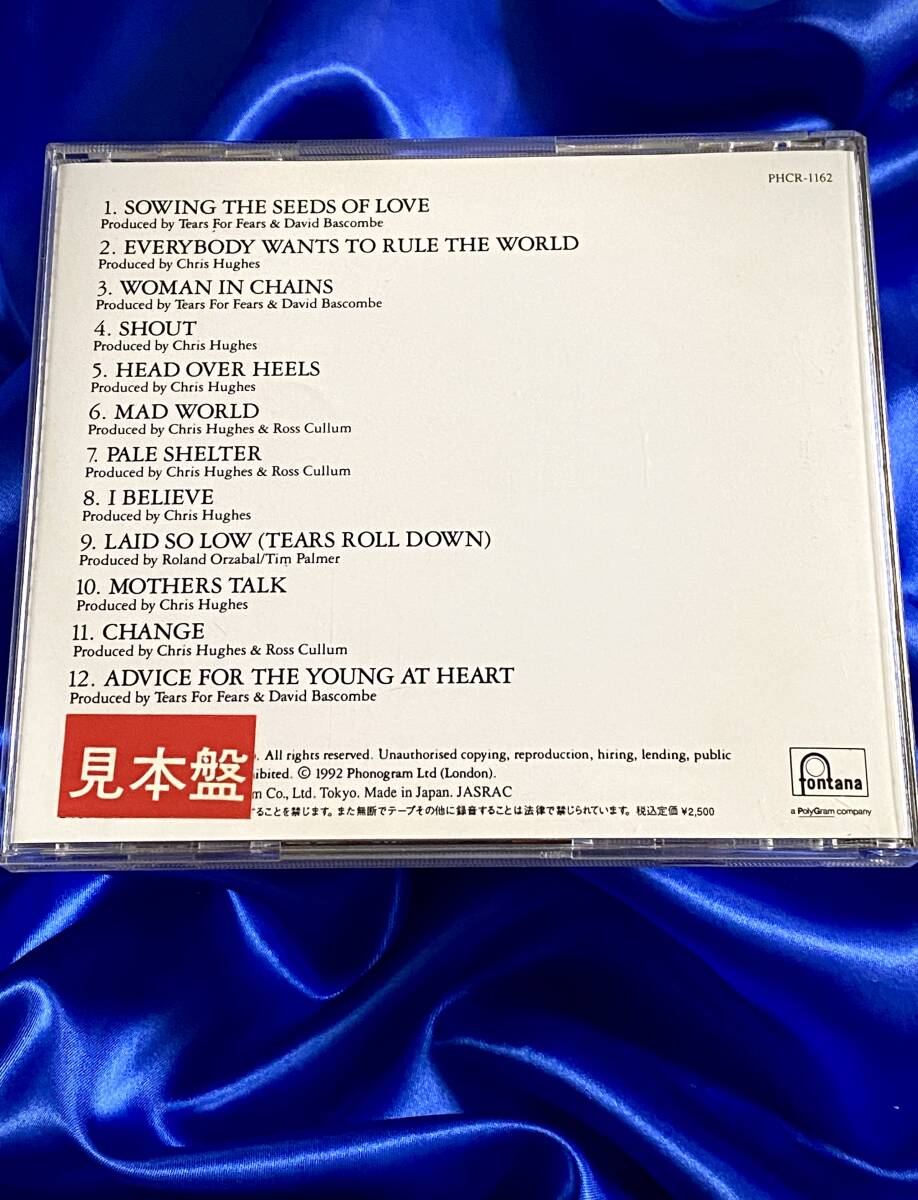 PHCR-1162
1. SOWING THE SEEDS OF LOVE
Produced by Tears For Fears & David Bascombe
2. EVERYBODY WANTS TO RULE THE WORLD
Produced by Chris Hughes
3. WOMAN IN CHAINS
Produced by Tears For Fears & David Bascombe
4. SHOUT
Produced by Chris Hughes
5. HEAD OVER HEELS
Produced by Chris Hughes
6. MAD WORLD
Produced by Chris Hughes & Ross Cullum
7. PALE SHELTER
Produced by Chris Hughes & Ross Cullum
8. I BELIEVE
Produced by Chris Hughes
9. LAID SO LOW (TEARS ROLL DOWN)
Produced by Roland Orzabal/Tim Palmer
10. MOTHERS TALK
Produced by Chris Hughes
11. CHANGE
Produced by Chris Hughes & Ross Cullum
12. ADVICE FOR THE YOUNG AT HEART
Produced by Tears For Fears & David Bascombe
見本盤
. All rights reserved. Unauthorised copying, reproduction, hiring, lending, public
ibited. © 1992 Phonogram Ltd (London).
m Co., Ltd. Tokyo. Made in Japan. JASRAC
することを禁じます。また無断でテープその他に録音することは法律で禁じられています。税込定価¥2,500
fontana
a PolyGram company